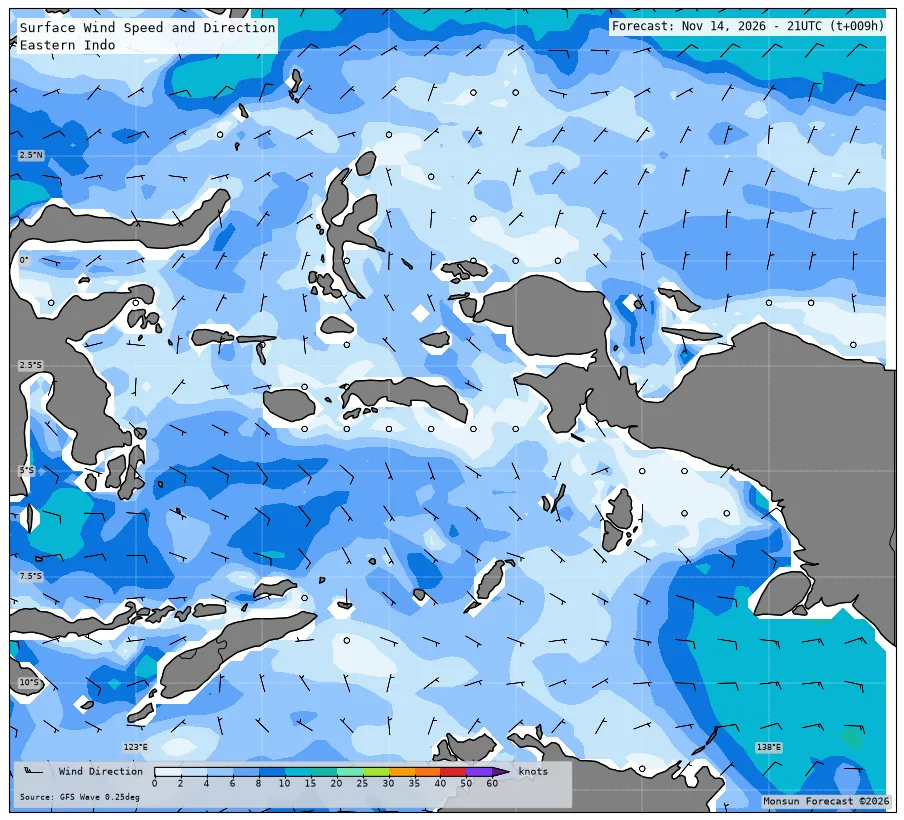 Surface Wind Speed and Direction
Eastern Indo
Forecast: Nov 14, 2026 - 21UTC (t+009h)
2.5°N
0°
2.5°S
5°S
7.5°S
10°S
123°E
138°E
Wind Direction
0 2 4 6 8 10 15 20 25 30 35 40 50 60
knots
Source: GFS Wave 0.25deg
Monsun Forecast ©2026